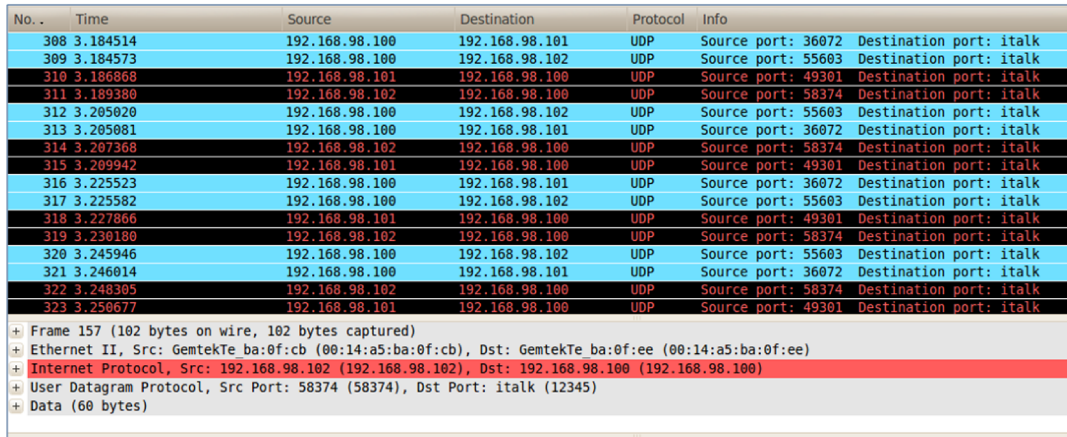 No. . Time Source Destination Protocol Info
308 3.184514 192.168.98.100 192.168.98.101 UDP Source port: 36072 Destination port: italk
309 3.184573 192.168.98.100 192.168.98.102 UDP Source port: 55603 Destination port: italk
310 3.186868 192.168.98.101 192.168.98.100 UDP Source port: 49301 Destination port: italk
311 3.189380 192.168.98.102 192.168.98.100 UDP Source port: 58374 Destination port: italk
312 3.205020 192.168.98.100 192.168.98.102 UDP Source port: 55603 Destination port: italk
313 3.205081 192.168.98.100 192.168.98.101 UDP Source port: 36072 Destination port: italk
314 3.207368 192.168.98.102 192.168.98.100 UDP Source port: 58374 Destination port: italk
315 3.209942 192.168.98.101 192.168.98.100 UDP Source port: 49301 Destination port: italk
316 3.225523 192.168.98.100 192.168.98.101 UDP Source port: 36072 Destination port: italk
317 3.225582 192.168.98.100 192.168.98.102 UDP Source port: 55603 Destination port: italk
318 3.227866 192.168.98.101 192.168.98.100 UDP Source port: 49301 Destination port: italk
319 3.230180 192.168.98.102 192.168.98.100 UDP Source port: 58374 Destination port: italk
320 3.245946 192.168.98.100 192.168.98.102 UDP Source port: 55603 Destination port: italk
321 3.246014 192.168.98.100 192.168.98.101 UDP Source port: 36072 Destination port: italk
322 3.248305 192.168.98.102 192.168.98.100 UDP Source port: 58374 Destination port: italk
323 3.250677 192.168.98.101 192.168.98.100 UDP Source port: 49301 Destination port: italk
Frame 157 (102 bytes on wire, 102 bytes captured)
Ethernet II, Src: GemtekTe_ba:0f:cb (00:14:a5:ba:0f:cb), Dst: GemtekTe_ba:0f:ee (00:14:a5:ba:0f:ee)
Internet Protocol, Src: 192.168.98.102 (192.168.98.102), Dst: 192.168.98.100 (192.168.98.100)
User Datagram Protocol, Src Port: 58374 (58374), Dst Port: italk (12345)
Data (60 bytes)